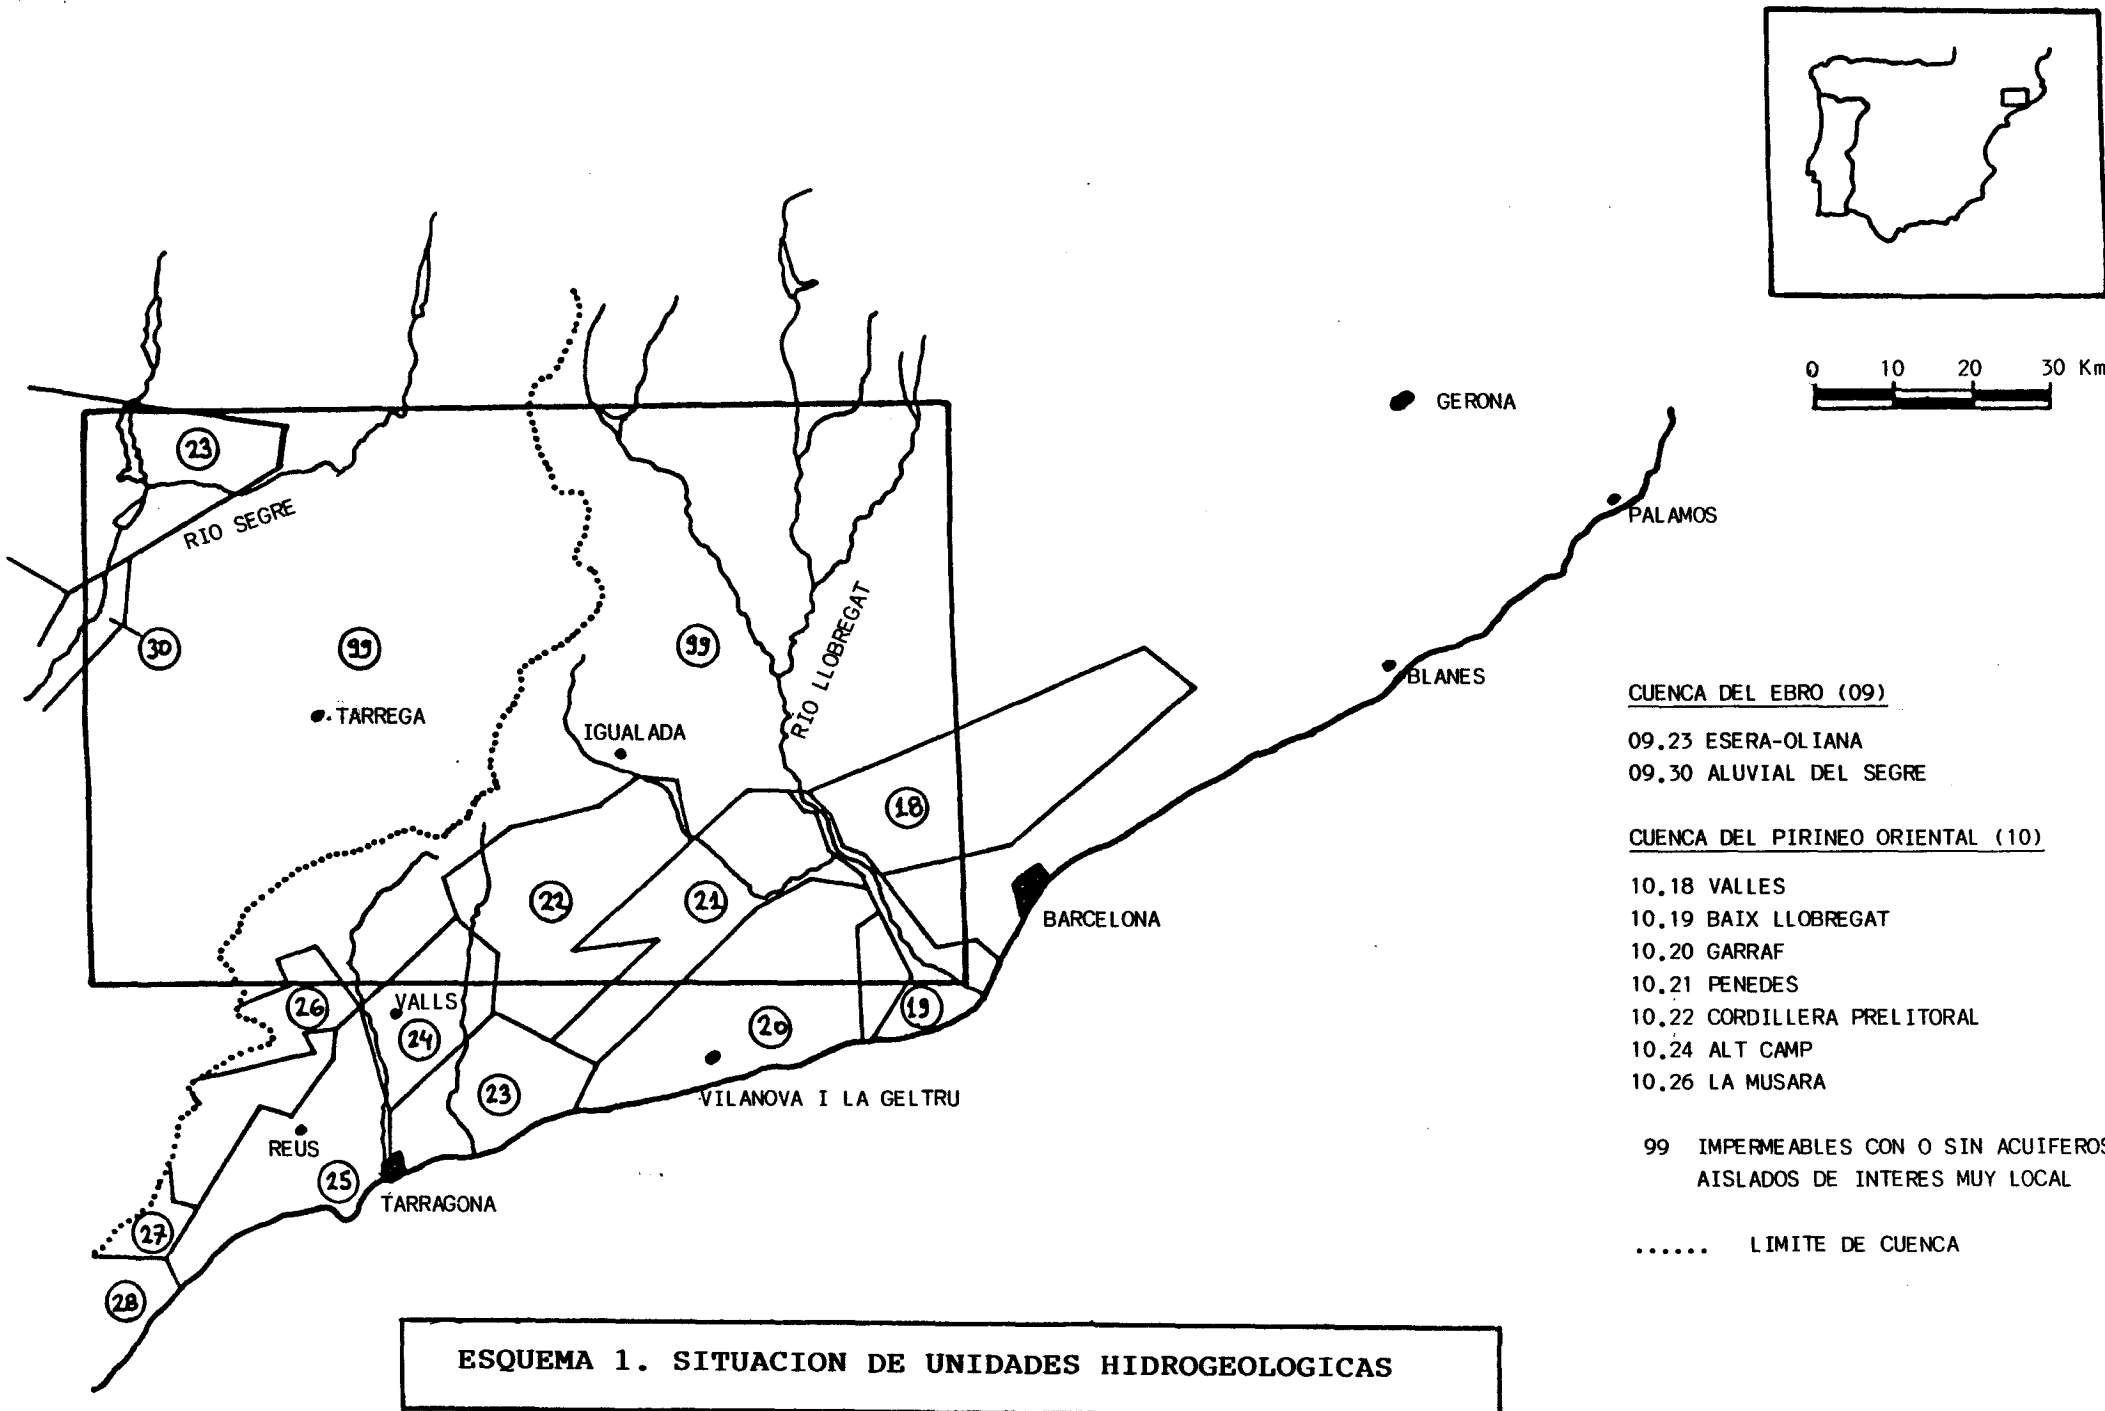 0 10 20 30 Km
GERONA
23
PALAMOS
RIO SEGRE
RIO LLOBREGAT
30
99
99
BLANES
TARREGA
IGUALADA
18
22
21
BARCELONA
26
VALLS
24
19
20
23
VILANOVA I LA GELTRU
REUS
25
TARRAGONA
27
28
CUENCA DEL EBRO (09)
09.23 ESERA-OLIANA
09.30 ALUVIAL DEL SEGRE
CUENCA DEL PIRINEO ORIENTAL (10)
10.18 VALLES
10.19 BAIX LLOBREGAT
10.20 GARRAF
10.21 PENEDES
10.22 CORDILLERA PRELITORAL
10.24 ALT CAMP
10.26 LA MUSARA
99 IMPERMEABLES CON O SIN ACUIFEROS
AISLADOS DE INTERES MUY LOCAL
...... LIMITE DE CUENCA
ESQUEMA 1. SITUACION DE UNIDADES HIDROGEOLOGICAS